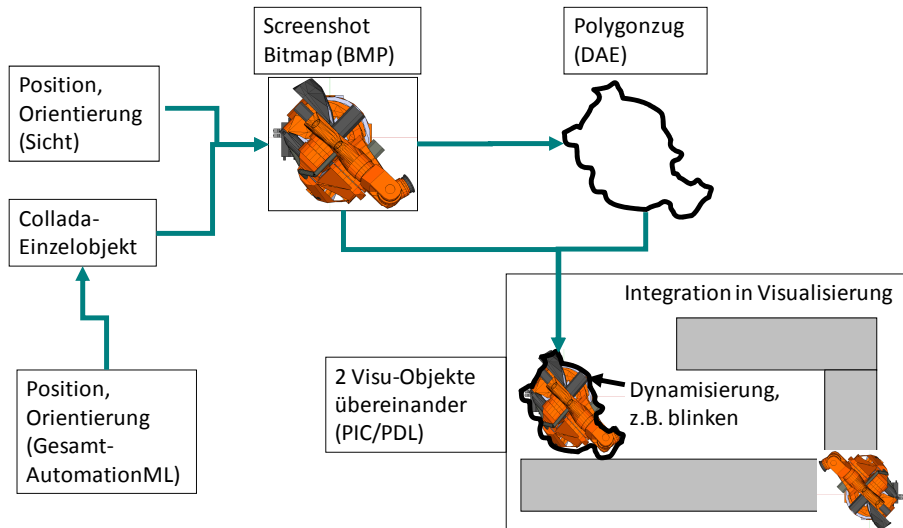 Screenshot
Bitmap (BMP)
Polygonzug
(DAE)
Position,
Orientierung
(Sicht)
Collada-
Einzelobjekt
Position,
Orientierung
(Gesamt-
AutomationML)
2 Visu-Objekte
übereinander
(PIC/PDL)
Integration in Visualisierung
Dynamisierung,
z.B. blinken